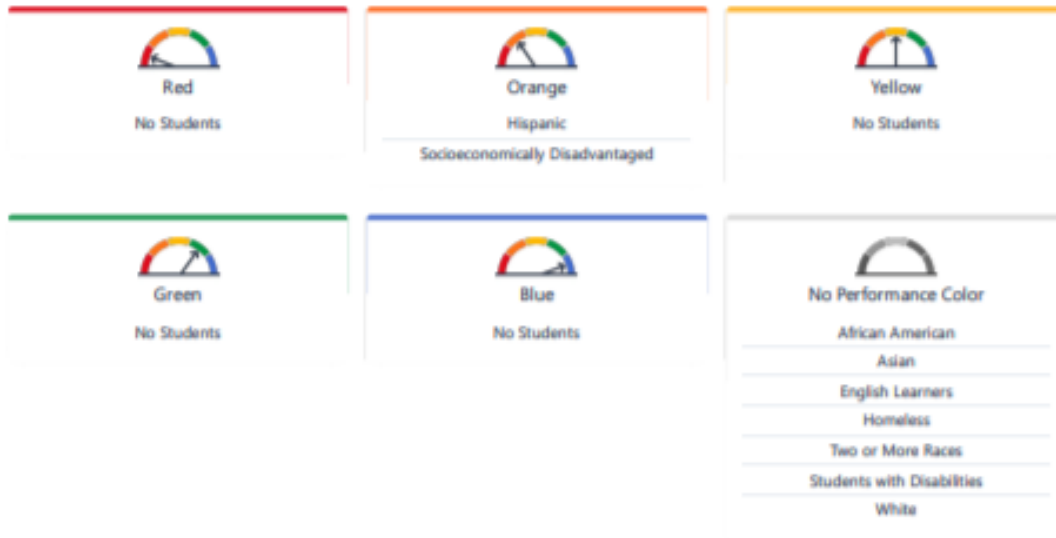 Red
No Students
Orange
Hispanic
Socioeconomically Disadvantaged
Yellow
No Students
Green
No Students
Blue
No Students
No Performance Color
African American
Asian
English Learners
Homeless
Two or More Races
Students with Disabilities
White